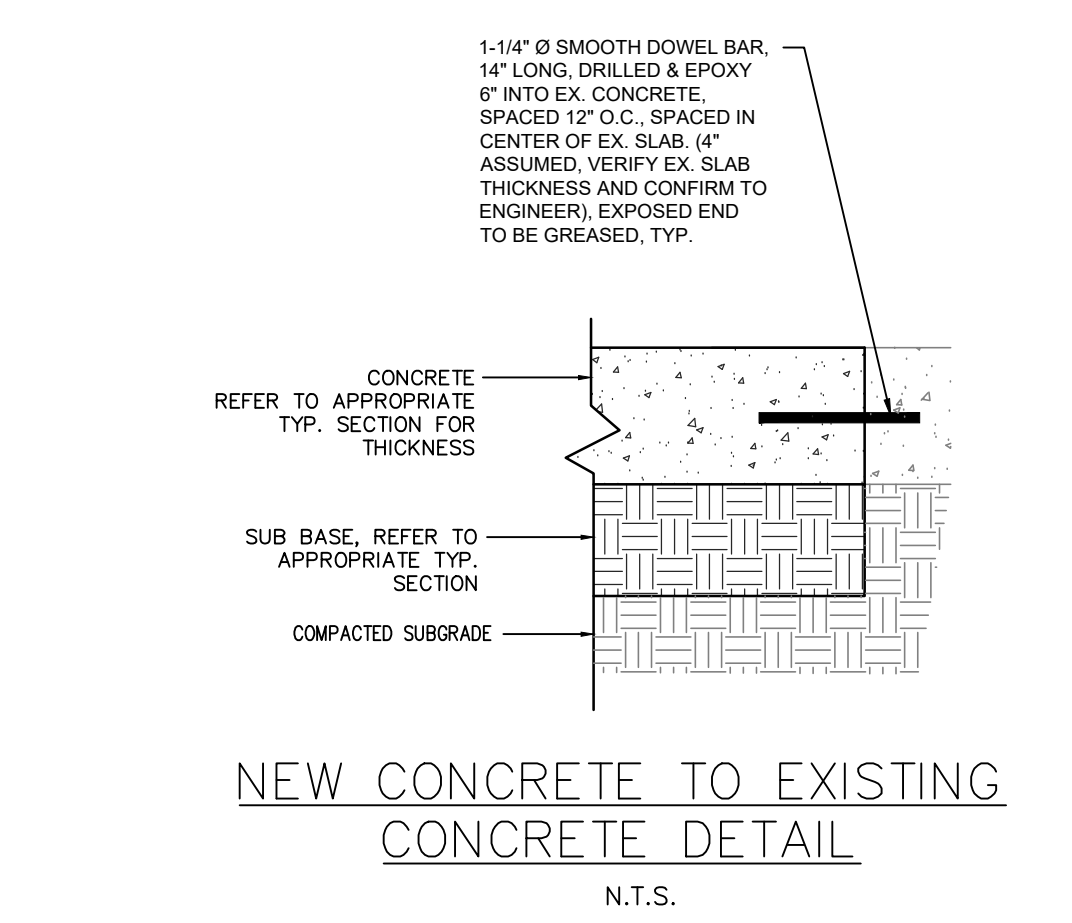 1-1/4" Ø SMOOTH DOWEL BAR,
14" LONG, DRILLED & EPOXY
6" INTO EX. CONCRETE,
SPACED 12" O.C., SPACED IN
CENTER OF EX. SLAB. (4"
ASSUMED, VERIFY EX. SLAB
THICKNESS AND CONFIRM TO
ENGINEER), EXPOSED END
TO BE GREASED, TYP.
CONCRETE
REFER TO APPROPRIATE
TYP. SECTION FOR
THICKNESS
SUB BASE, REFER TO
APPROPRIATE TYP.
SECTION
COMPACTED SUBGRADE
NEW CONCRETE TO EXISTING
CONCRETE DETAIL
N.T.S.